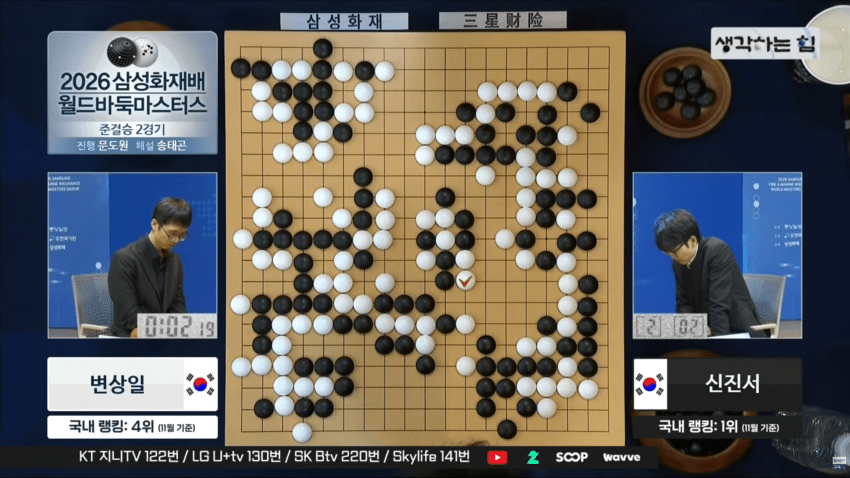 삼성화재
三星财险
생각하는 힘
2026 삼성화재배
월드바둑마스터스
준결승 2경기
진행 문도원 해설 송태곤
0:02 19
2 02
변상일
신진서
국내 랭킹: 4위 (11월 기준)
국내 랭킹: 1위 (11월 기준)
KT 지니TV 122번 / LG U+tv 130번 / SK Btv 220번 / Skylife 141번
SOOP
wavve